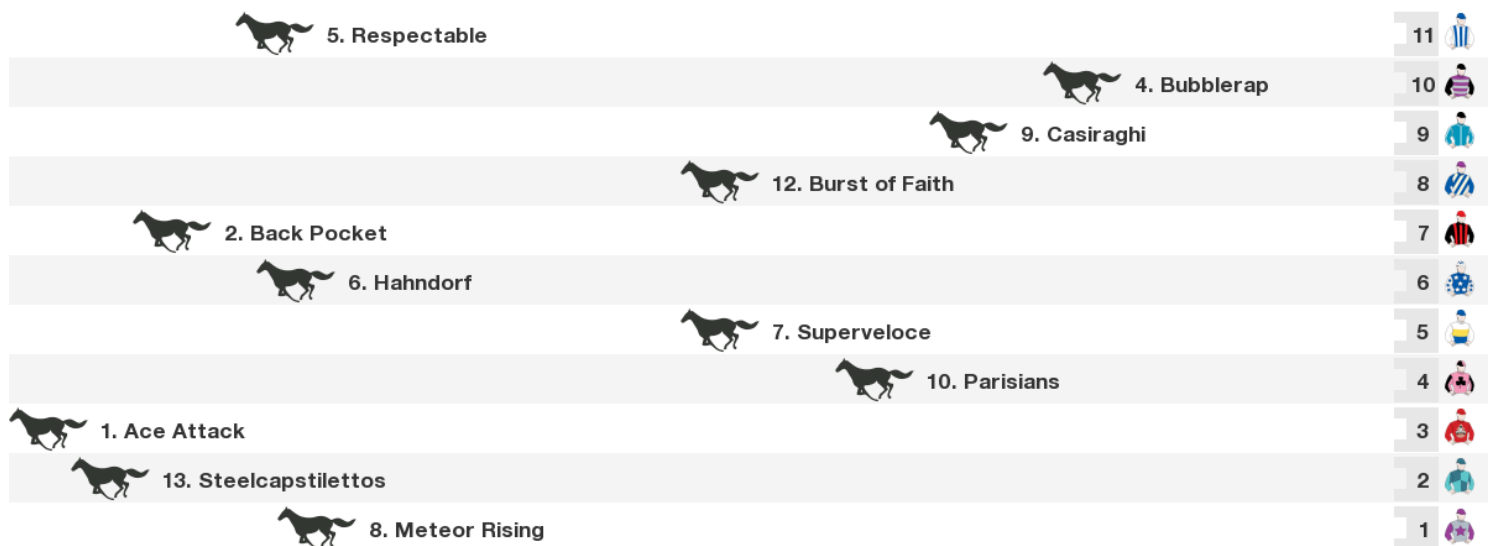 5. Respectable 11
4. Bubblerap 10
9. Casiraghi 9
12. Burst of Faith 8
2. Back Pocket 7
6. Hahndorf 6
7. Superveloce 5
10. Parisians 4
1. Ace Attack 3
13. Steelcapstilettos 2
8. Meteor Rising 1